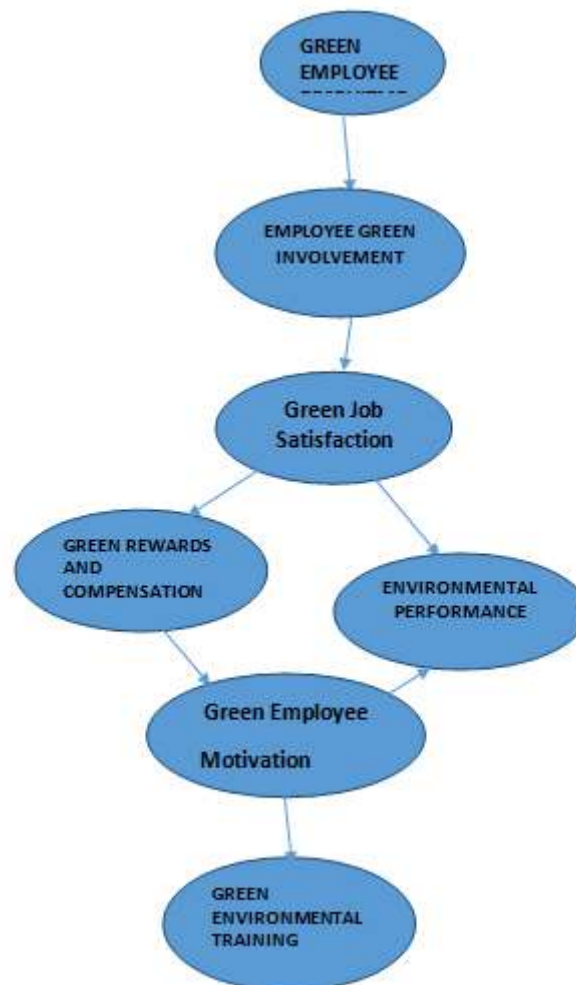 GREEN
EMPLOYEE
EMPLOYEE GREEN
INVOLVEMENT
Green Job
Satisfaction
GREEN REWARDS
AND
COMPENSATION
ENVIRONMENTAL
PERFORMANCE
Green Employee
Motivation
GREEN
ENVIRONMENTAL
TRAINING